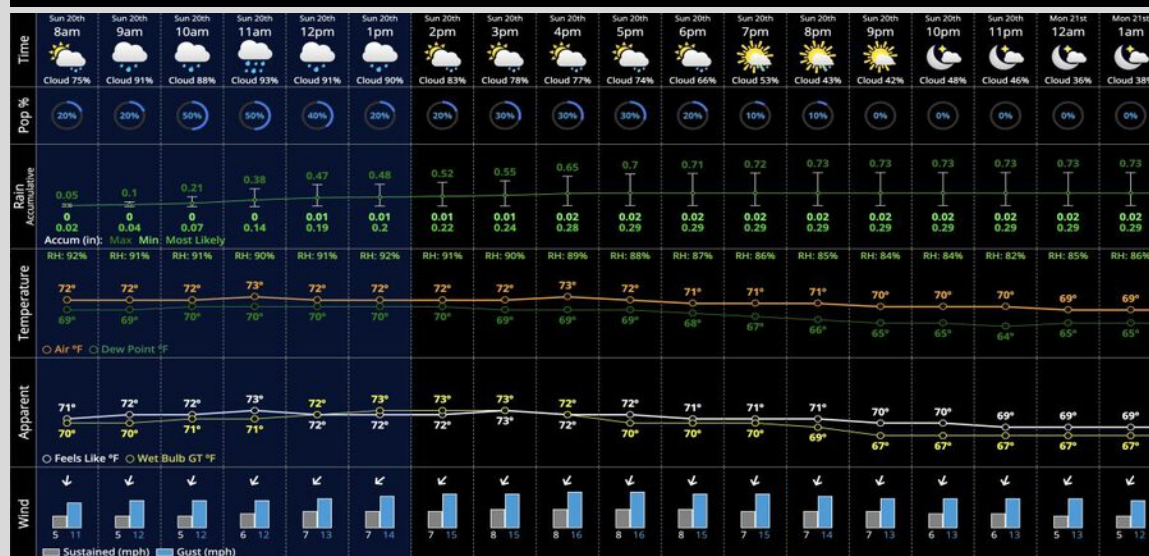 Sun 20th Sun 20th Sun 20th Sun 20th Sun 20th Sun 20th Sun 20th Sun 20th Sun 20th Sun 20th Sun 20th Sun 20th Sun 20th Sun 20th Sun 20th Sun 20th Mon 21st Mon 21st
Time 8am 9am 10am 11am 12pm 1pm 2pm 3pm 4pm 5pm 6pm 7pm 8pm 9pm 10pm 11pm 12am 1am
Cloud 75% Cloud 91% Cloud 88% Cloud 93% Cloud 91% Cloud 90% Cloud 83% Cloud 78% Cloud 77% Cloud 74% Cloud 66% Cloud 53% Cloud 43% Cloud 42% Cloud 48% Cloud 46% Cloud 36% Cloud 38%
Pop % 20% 20% 50% 50% 40% 20% 20% 30% 30% 30% 20% 10% 10% 0% 0% 0% 0% 0%
Rain Accumulative
0.05 0.1 0.21 0.38 0.47 0.48 0.52 0.55 0.65 0.7 0.71 0.72 0.73 0.73 0.73 0.73 0.73 0.73
0 0 0 0 0.01 0.01 0.01 0.01 0.02 0.02 0.02 0.02 0.02 0.02 0.02 0.02 0.02 0.02
0.02 0.04 0.07 0.14 0.19 0.2 0.22 0.24 0.28 0.29 0.29 0.29 0.29 0.29 0.29 0.29 0.29 0.29
Accum (in): Max Min Most Likely
RH: 92% RH: 91% RH: 91% RH: 90% RH: 91% RH: 92% RH: 91% RH: 90% RH: 89% RH: 88% RH: 87% RH: 86% RH: 85% RH: 84% RH: 84% RH: 82% RH: 85% RH: 86%
Temperature
72° 72° 72° 73° 72° 72° 72° 72° 73° 72° 71° 71° 71° 70° 70° 70° 69° 69°
69° 69° 70° 70° 70° 70° 70° 69° 69° 69° 68° 67° 66° 65° 65° 64° 65° 65°
Air °F Dew Point °F
Apparent
71° 72° 72° 73° 72° 73° 73° 73° 72° 72° 71° 71° 71° 70° 70° 69° 69° 69°
70° 70° 71° 71° 72° 72° 72° 73° 72° 70° 70° 70° 69° 67° 67° 67° 67° 67°
Feels Like °F Wet Bulb GT °F
Wind
5 11 5 12 5 12 6 12 7 13 7 14 7 15 8 15 8 16 8 16 8 15 7 15 7 14 7 13 6 13 6 13 5 13 5 12
Sustained (mph) Gust (mph)